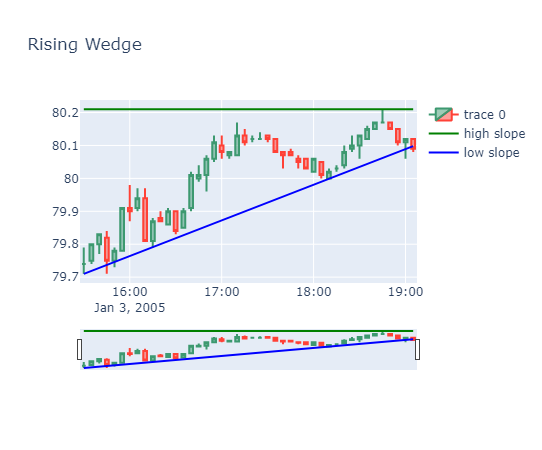 Rising Wedge
80.2
80.1
80
79.9
79.8
79.7
16:00 17:00 18:00 19:00
Jan 3, 2005
trace 0
high slope
low slope